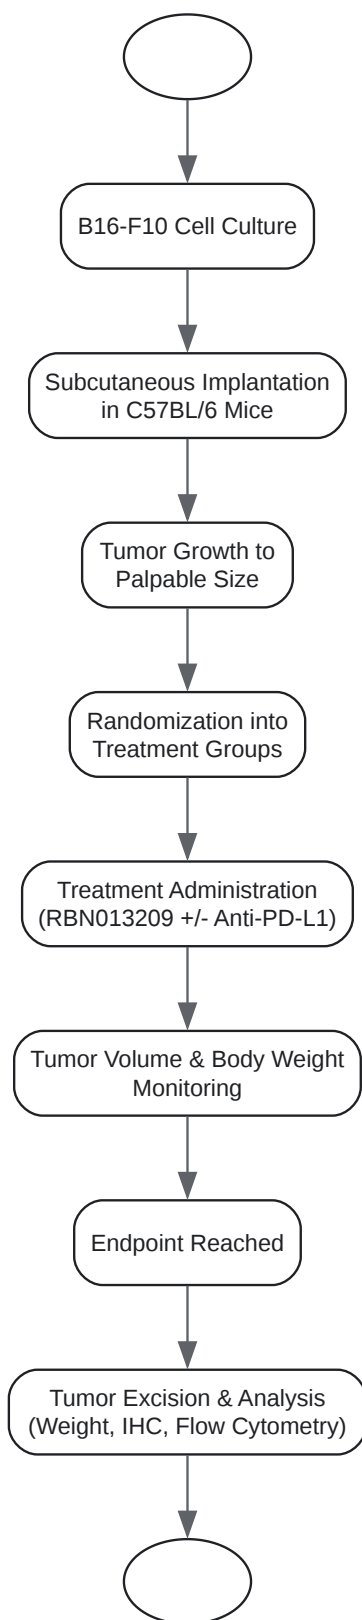 B16-F10 Cell Culture
Subcutaneous Implantation
in C57BL/6 Mice
Tumor Growth to
Palpable Size
Randomization into
Treatment Groups
Treatment Administration
(RBN013209 +/- Anti-PD-L1)
Tumor Volume & Body Weight
Monitoring
Endpoint Reached
Tumor Excision & Analysis
(Weight, IHC, Flow Cytometry)